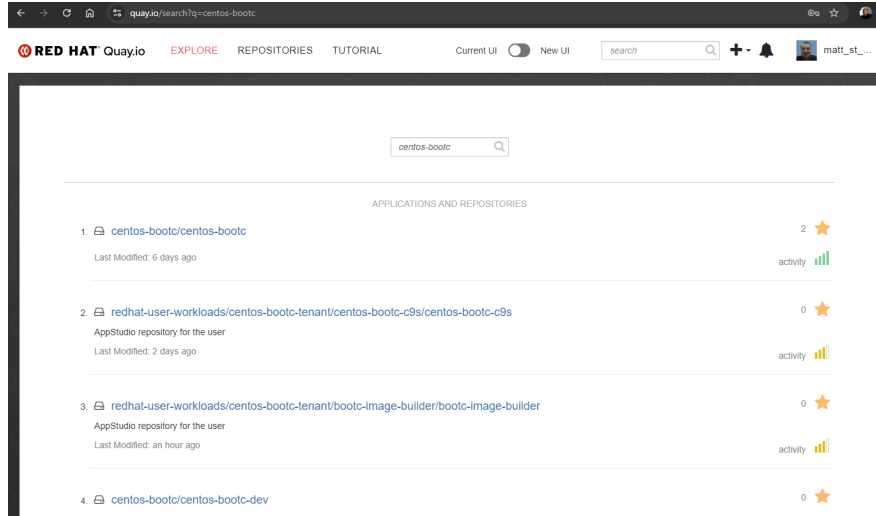 quay.io/search?q=centos-bootc
RED HAT Quay.io EXPLORE REPOSITORIES TUTORIAL Current UI New UI search matt_st_...
centos-bootc
APPLICATIONS AND REPOSITORIES
1. centos-bootc/centos-bootc 2
Last Modified: 6 days ago
activity
2. redhat-user-workloads/centos-bootc-tenant/centos-bootc-c9s/centos-bootc-c9s 0
AppStudio repository for the user
Last Modified: 2 days ago
activity
3. redhat-user-workloads/centos-bootc-tenant/bootc-image-builder/bootc-image-builder 0
AppStudio repository for the user
Last Modified: an hour ago
activity
4. centos-bootc/centos-bootc-dev 0